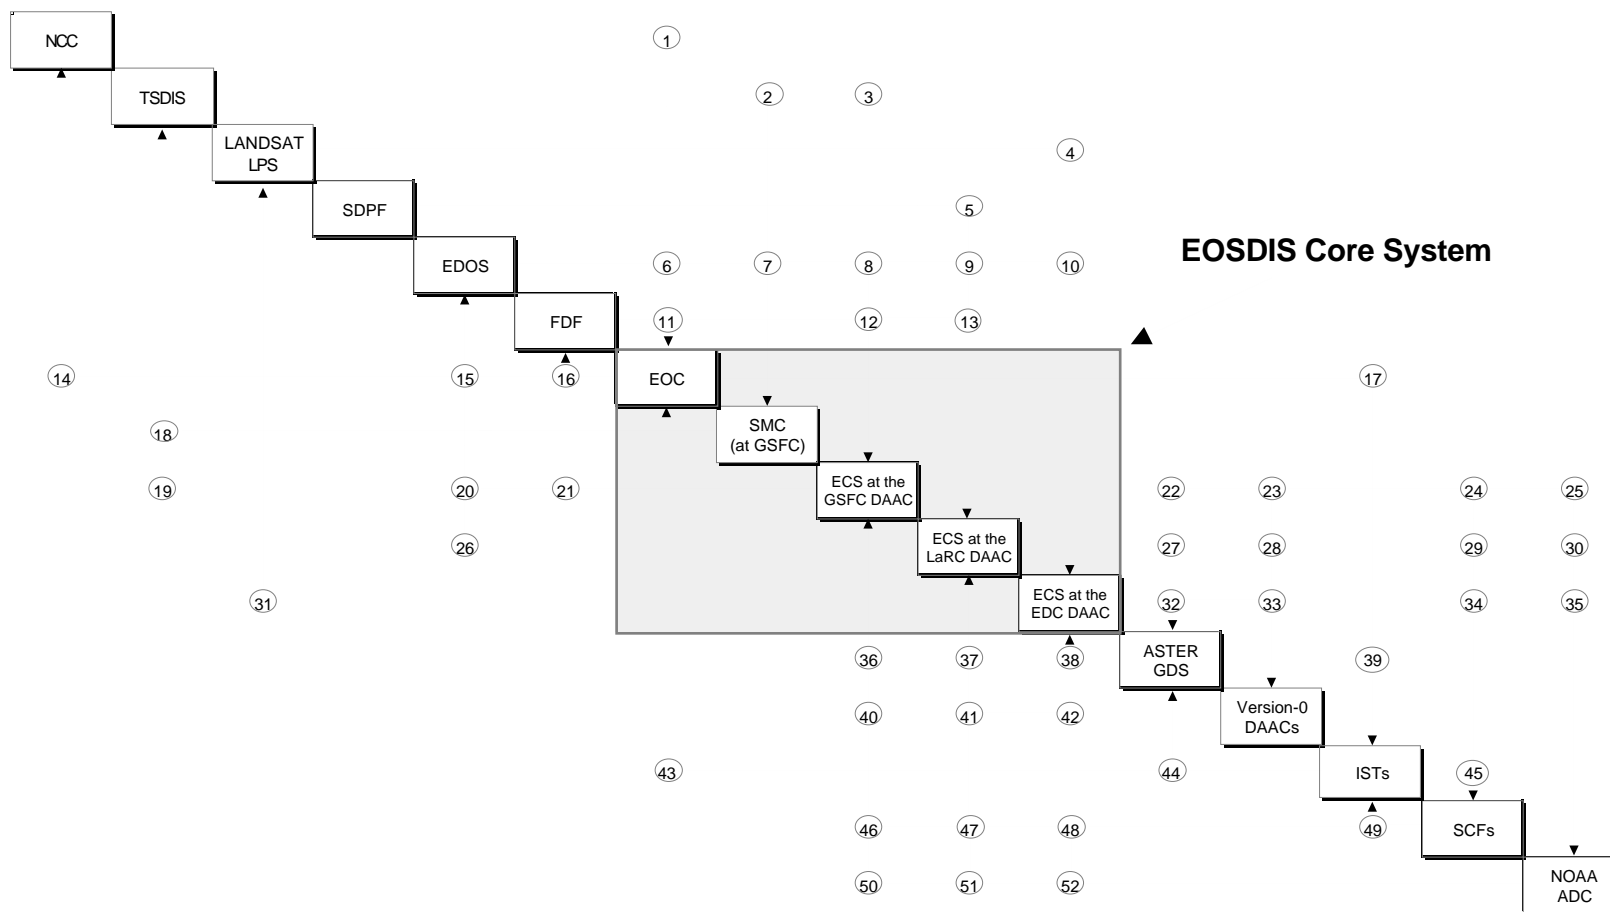 NCC
1
TSDIS
2
3
LANDSAT
LPS
4
SDPF
5
EOSDIS Core System
EDOS
6
7
8
9
10
FDF
11
12
13
14
15
16
EOC
17
18
SMC
(at GSFC)
19
20
21
ECS at the
GSFC DAAC
22
23
24
25
26
ECS at the
LaRC DAAC
27
28
29
30
31
ECS at the
EDC DAAC
32
33
34
35
36
37
38
ASTER
GDS
39
40
41
42
Version-0
DAACs
43
44
ISTs
45
46
47
48
49
SCFs
50
51
52
NOAA
ADC